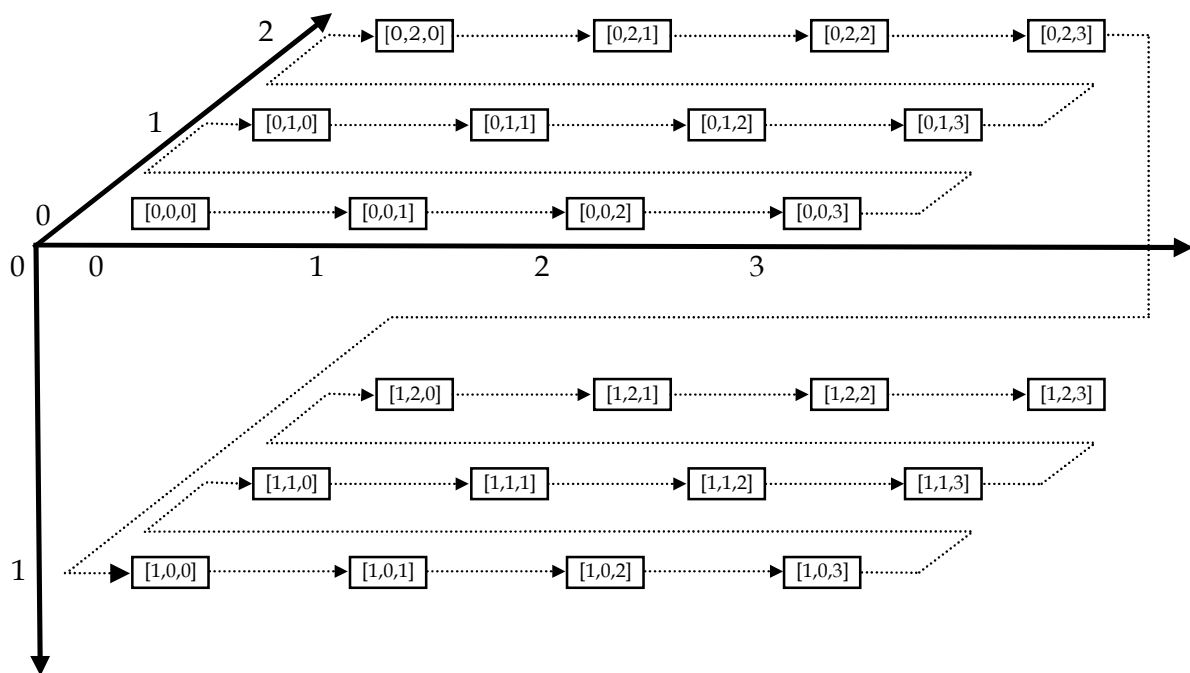 2 [0,2,0] [0,2,1] [0,2,2] [0,2,3]
1 [0,1,0] [0,1,1] [0,1,2] [0,1,3]
0 [0,0,0] [0,0,1] [0,0,2] [0,0,3]
0 0 1 2 3
[1,2,0] [1,2,1] [1,2,2] [1,2,3]
[1,1,0] [1,1,1] [1,1,2] [1,1,3]
1 [1,0,0] [1,0,1] [1,0,2] [1,0,3]